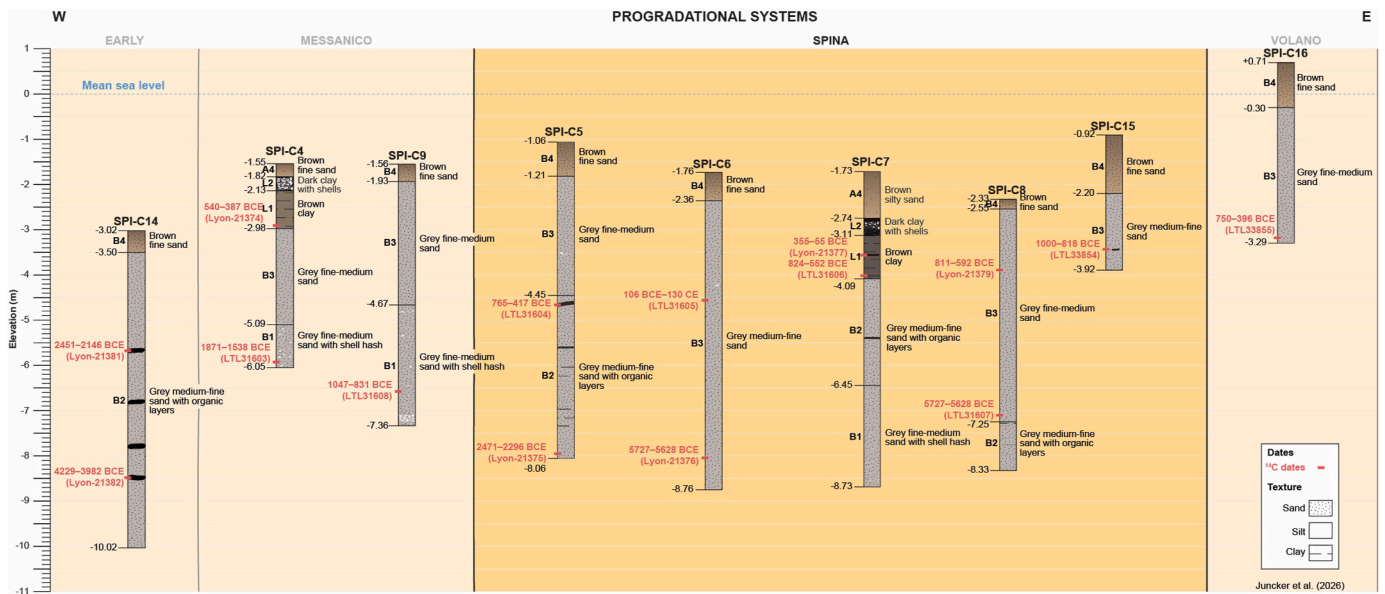 W
PROGRADATIONAL SYSTEMS
E
EARLY
MESSANICO
SPINA
VOLANO
Elevation (m)
1
0
-1
-2
-3
-4
-5
-6
-7
-8
-9
-10
-11
Mean sea level
SPI-C14
-3.02
B4
Brown
fine sand
-3.50
2451–2146 BCE
(Lyon-21381)
B2
Grey medium-fine
sand with organic
layers
4229–3982 BCE
(Lyon-21382)
-10.02
SPI-C4
-1.55
A4
Brown
fine sand
-1.82
L2
Dark clay
with shells
-2.13
540–387 BCE
(Lyon-21374)
L1
Brown
clay
-2.98
B3
Grey fine-medium
sand
-5.09
B1
Grey fine-medium
sand with shell hash
1871–1538 BCE
(LTL31603)
-6.05
SPI-C9
-1.56
B4
Brown
fine sand
-1.93
B3
Grey fine-medium
sand
-4.67
B1
Grey fine-medium
sand with shell hash
1047–831 BCE
(LTL31608)
-7.36
SPI-C5
-1.06
B4
Brown
fine sand
-1.21
B3
Grey fine-medium
sand
-4.45
765–417 BCE
(LTL31604)
B2
Grey medium-fine
sand with organic
layers
2471–2296 BCE
(Lyon-21375)
-8.06
SPI-C6
-1.76
B4
Brown
fine sand
-2.36
106 BCE–130 CE
(LTL31605)
B3
Grey medium-fine
sand
5727–5628 BCE
(Lyon-21376)
-8.76
SPI-C7
-1.73
A4
Brown
silty sand
-2.74
L2
Dark clay
with shells
-3.11
355–55 BCE
(Lyon-21377)
L1
Brown
clay
824–552 BCE
(LTL31606)
-4.09
B2
Grey medium-fine
sand with organic
layers
-6.45
B1
Grey fine-medium
sand with shell hash
-8.73
SPI-C8
-2.33
B4
Brown
fine sand
-2.55
811–592 BCE
(Lyon-21379)
B3
Grey fine-medium
sand
5727–5628 BCE
(LTL31607)
-7.25
B2
Grey medium-fine
sand with organic
layers
-8.33
SPI-C15
-0.92
B4
Brown
fine sand
-2.20
B3
Grey medium-fine
sand
1000–818 BCE
(LTL33854)
-3.92
SPI-C16
+0.71
B4
Brown
fine sand
-0.30
B3
Grey fine-medium
sand
750–396 BCE
(LTL33855)
-3.29
Dates
¹⁴C dates
Texture
Sand
Silt
Clay
Juncker et al. (2026)